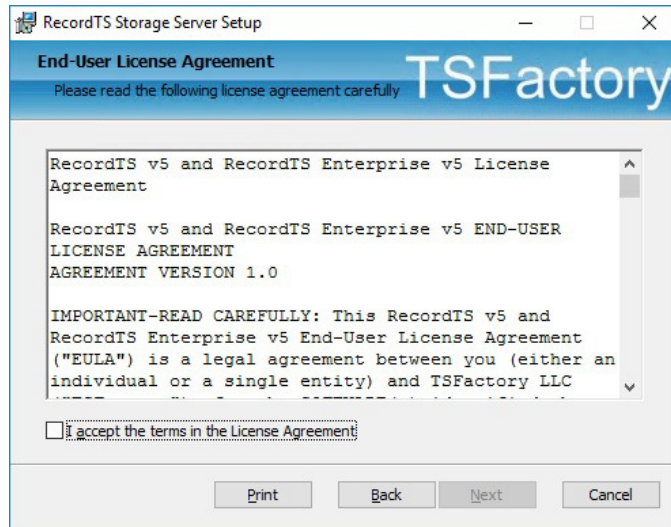 RecordTS Storage Server Setup
End-User License Agreement
Please read the following license agreement carefully
TSFactory
RecordTS v5 and RecordTS Enterprise v5 License
Agreement
RecordTS v5 and RecordTS Enterprise v5 END-USER
LICENSE AGREEMENT
AGREEMENT VERSION 1.0
IMPORTANT-READ CAREFULLY: This RecordTS v5 and
RecordTS Enterprise v5 End-User License Agreement
("EULA") is a legal agreement between you (either an
individual or a single entity) and TSFactory LLC
I accept the terms in the License Agreement
Print
Back
Next
Cancel